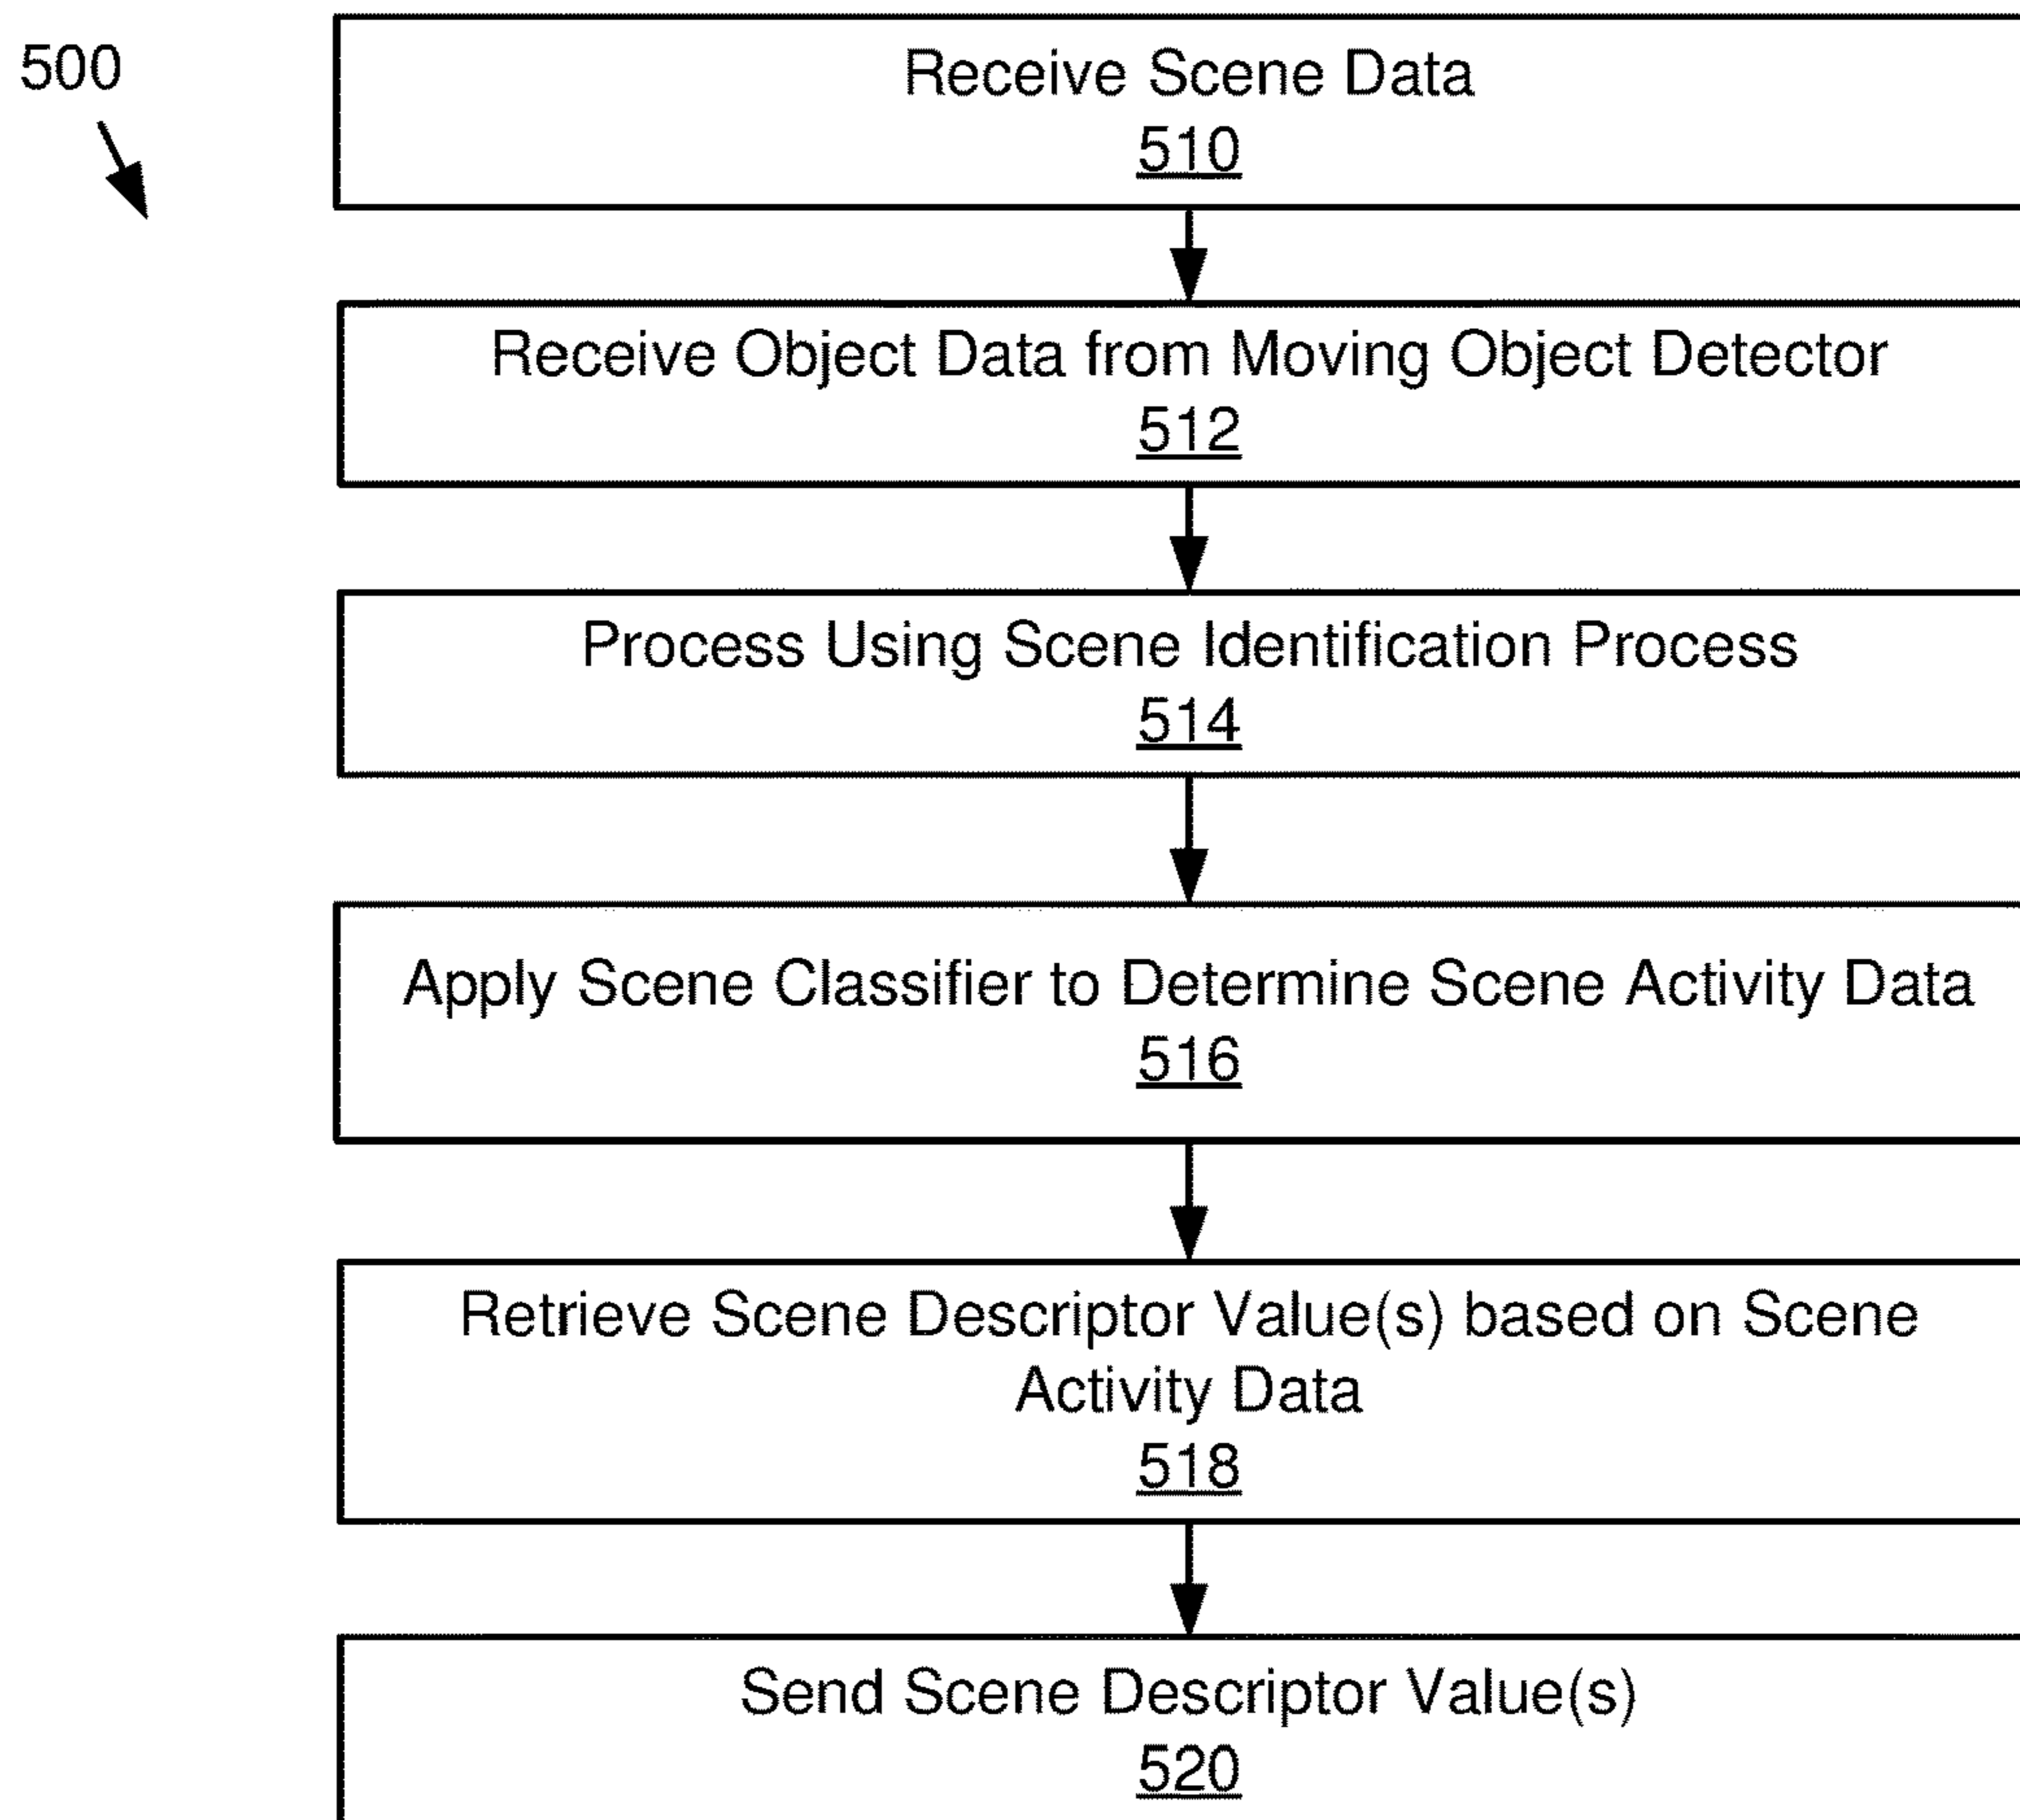 500
Receive Scene Data
510
Receive Object Data from Moving Object Detector
512
Process Using Scene Identification Process
514
Apply Scene Classifier to Determine Scene Activity Data
516
Retrieve Scene Descriptor Value(s) based on Scene
Activity Data
518
Send Scene Descriptor Value(s)
520